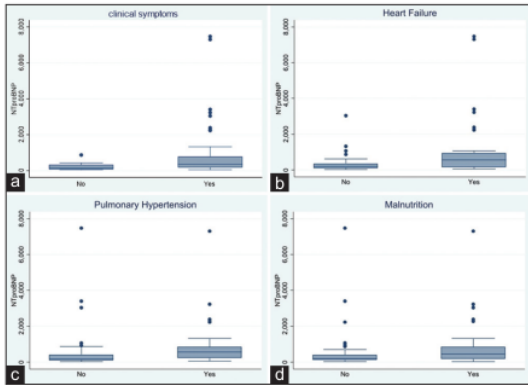 clinical symptoms
NTproBNP
8,000
6,000
4,000
2,000
0
No
Yes
a
Heart Failure
NTproBNP
8,000
6,000
4,000
2,000
0
No
Yes
b
Pulmonary Hypertension
NTproBNP
8,000
6,000
4,000
2,000
0
No
Yes
c
Malnutrition
NTproBNP
8,000
6,000
4,000
2,000
0
No
Yes
d